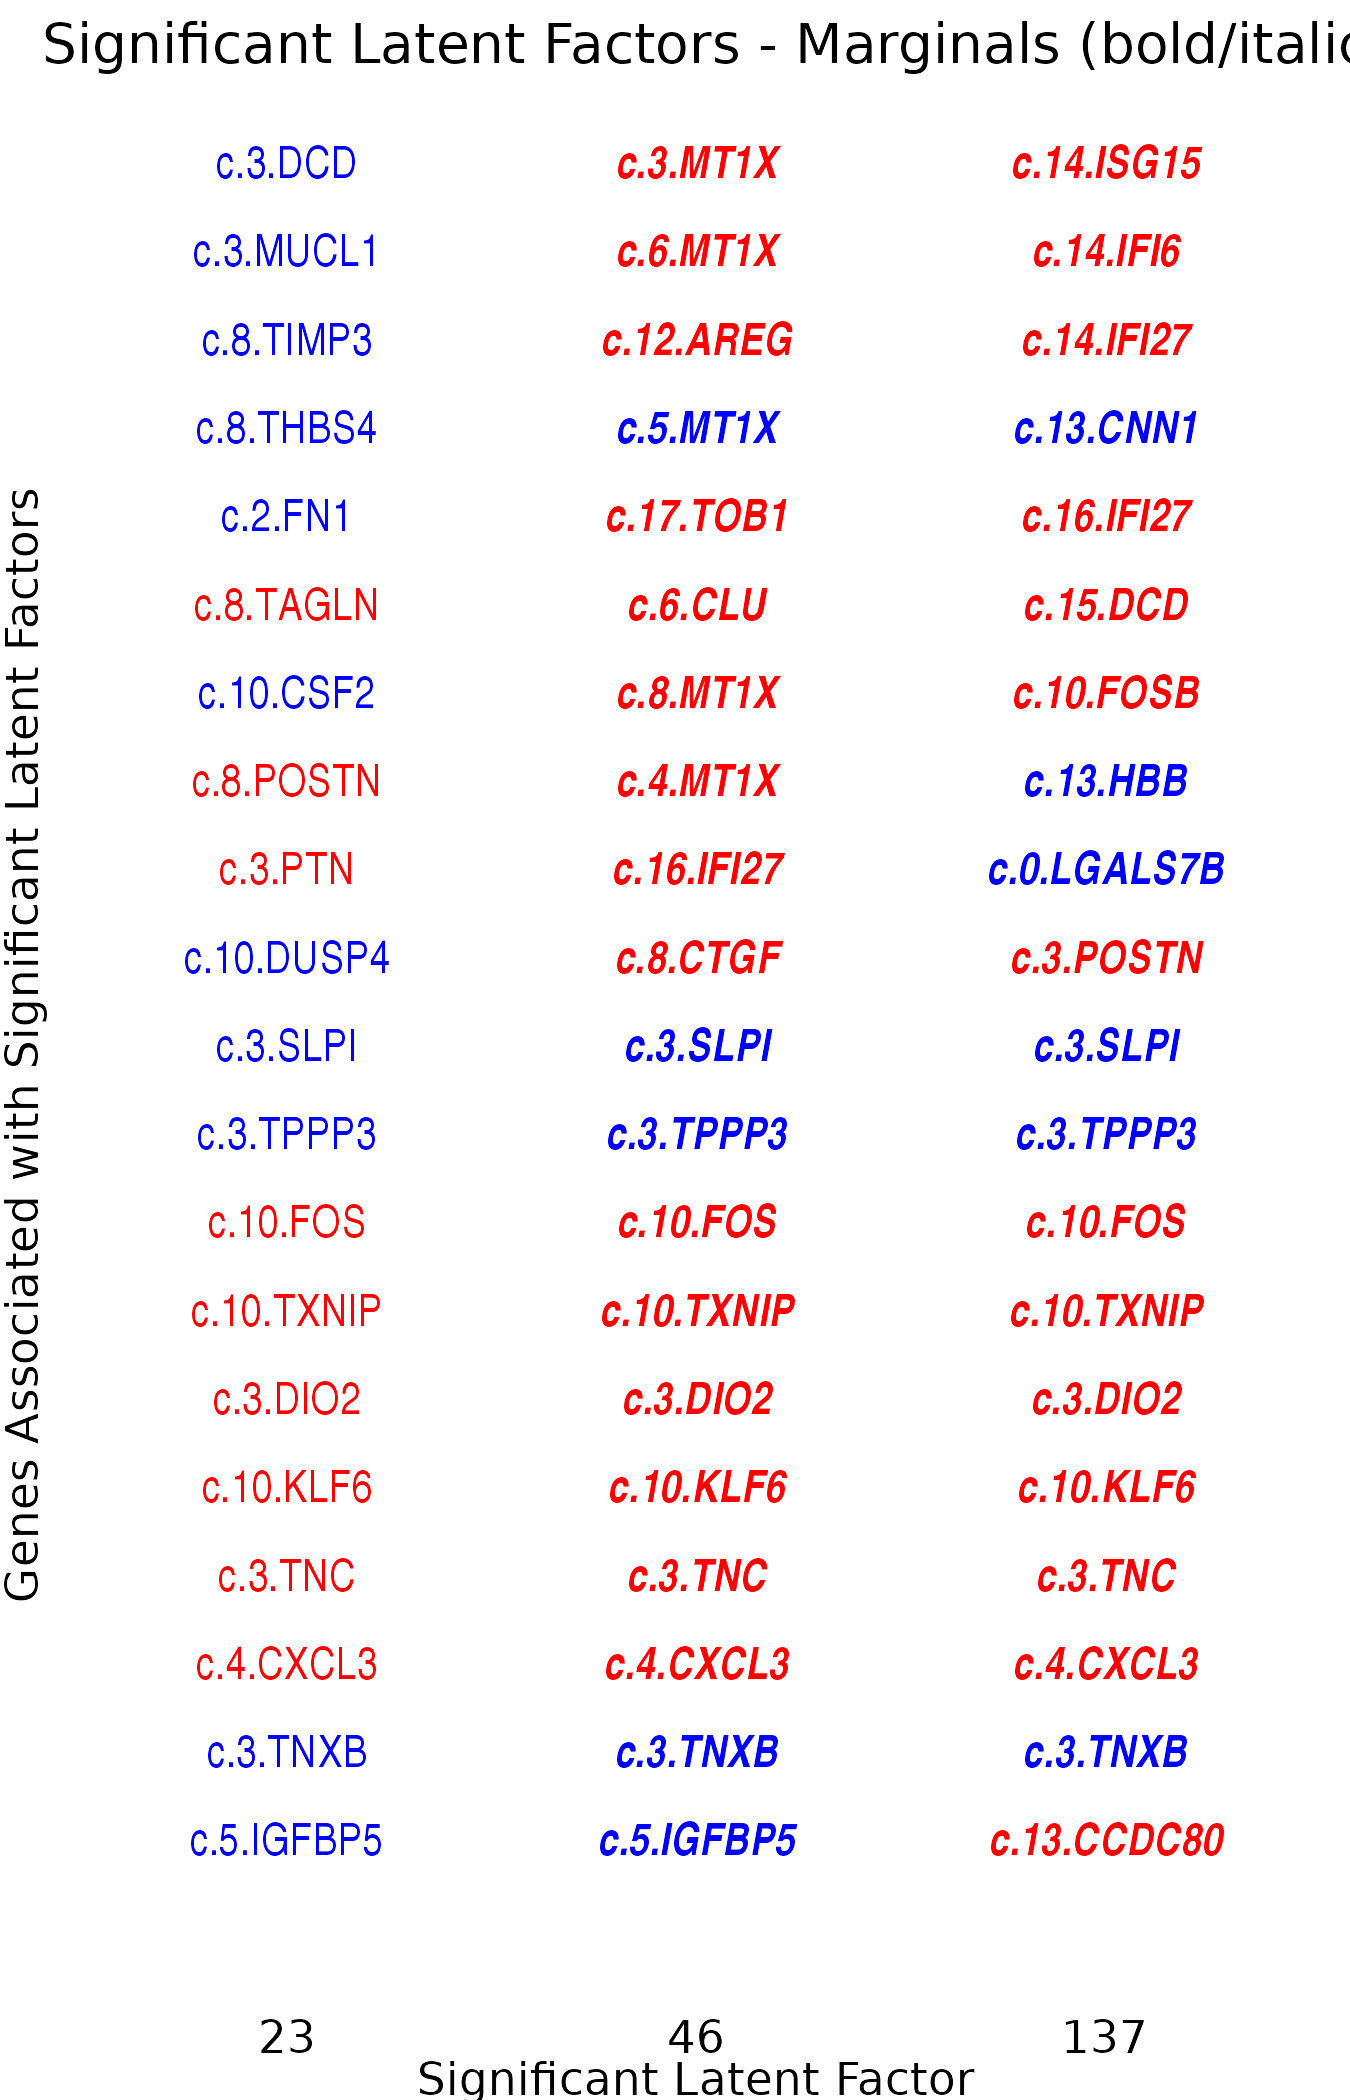 Significant Latent Factors - Marginals (bold/italic
c.3.DCD c.3.MT1X c.14.ISG15
c.3.MUCL1 c.6.MT1X c.14.IFI6
c.8.TIMP3 c.12.AREG c.14.IFI27
c.8.THBS4 c.5.MT1X c.13.CNN1
c.2.FN1 c.17.TOB1 c.16.IFI27
c.8.TAGLN c.6.CLU c.15.DCD
c.10.CSF2 c.8.MT1X c.10.FOSB
c.8.POSTN c.4.MT1X c.13.HBB
c.3.PTN c.16.IFI27 c.0.LGALS7B
c.10.DUSP4 c.8.CTGF c.3.POSTN
c.3.SLPI c.3.SLPI c.3.SLPI
c.3.TPPP3 c.3.TPPP3 c.3.TPPP3
c.10.FOS c.10.FOS c.10.FOS
c.10.TXNIP c.10.TXNIP c.10.TXNIP
c.3.DIO2 c.3.DIO2 c.3.DIO2
c.10.KLF6 c.10.KLF6 c.10.KLF6
c.3.TNC c.3.TNC c.3.TNC
c.4.CXCL3 c.4.CXCL3 c.4.CXCL3
c.3.TNXB c.3.TNXB c.3.TNXB
c.5.IGFBP5 c.5.IGFBP5 c.13.CCDC80
23 46 137
Significant Latent Factor
Genes Associated with Significant Latent Factors